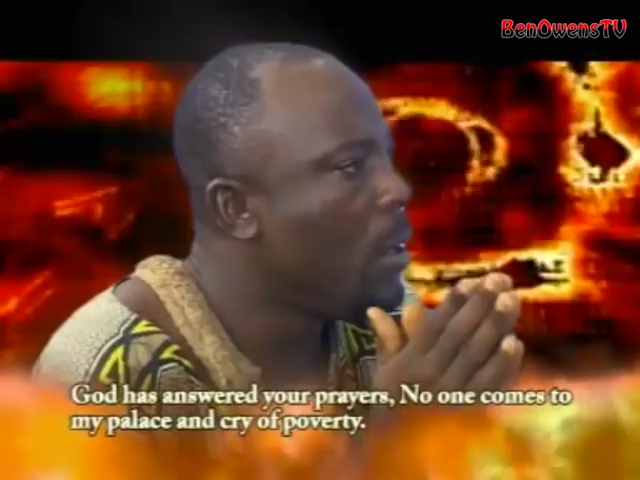 BenOwensTV
God has answered your prayers, No one comes to
my palace and cry of poverty.